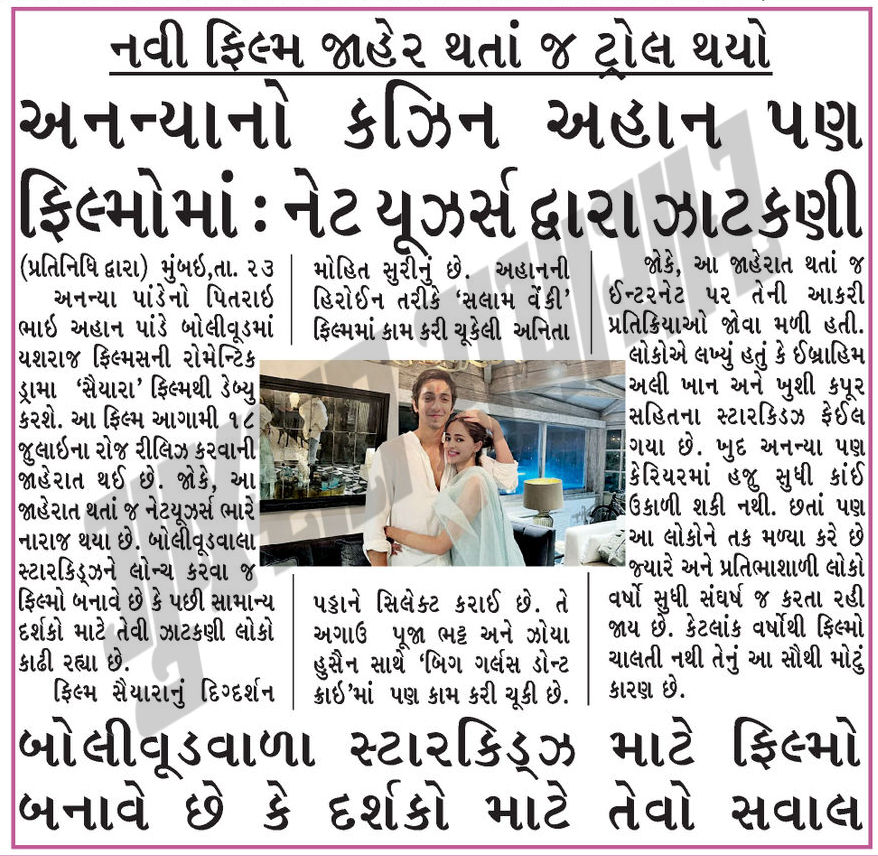 નવી ફિલ્મ જાહેર થતાં જ ટ્રોલ થયો
અનન્યાનો કઝિન અહાન પણ
ફિલ્મોમાં : નેટ યૂઝર્સ દ્વારા ઝાટકણી
(પ્રતિનિધિ દ્વારા) મુંબઇ,તા. ૨૩
અનન્યા પાંડેનો પિતરાઇ
ભાઇ અહાન પાંડે બોલીવૂડમાં
યશરાજ ફિલ્મસની રોમેન્ટિક
ડ્રામા ‘સૈયારા’ ફિલ્મથી ડેબ્યુ
કરશે. આ ફિલ્મ આગામી ૧૮
જુલાઇના રોજ રીલિઝ કરવાની
જાહેરાત થઈ છે. જોકે, આ
જાહેરાત થતાં જ નેટયૂઝર્સ ભારે
નારાજ થયા છે. બોલીવૂડવાલા
સ્ટારકિડ્ઝને લોન્ચ કરવા જ
ફિલ્મો બનાવે છે કે પછી સામાન્ય
દર્શકો માટે તેવી ઝાટકણી લોકો
કાઢી રહ્યા છે.
ફિલ્મ સૈયારાનું દિગ્દર્શન
મોહિત સુરીનું છે. અહાનની
હિરોઈન તરીકે ‘સલામ વેંકી’
ફિલ્મમાં કામ કરી ચૂકેલી અનિતા
પડ્ડાને સિલેક્ટ કરાઈ છે. તે
અગાઉ પૂજા ભટ્ટ અને ઝોયા
હુસૈન સાથે ‘બિગ ગર્લસ ડોન્ટ
ક્રાઇ’માં પણ કામ કરી ચૂકી છે.
જોકે, આ જાહેરાત થતાં જ
ઈન્ટરનેટ પર તેની આકરી
પ્રતિક્રિયાઓ જોવા મળી હતી.
લોકોએ લખ્યું હતું કે ઈબ્રાહિમ
અલી ખાન અને ખુશી કપૂર
સહિતના સ્ટારકિડઝ ફેઈલ
ગયા છે. ખુદ અનન્યા પણ
કેરિયરમાં હજુ સુધી કાંઈ
ઉકાળી શકી નથી. છતાં પણ
આ લોકોને તક મળ્યા કરે છે
જ્યારે અને પ્રતિભાશાળી લોકો
વર્ષો સુધી સંઘર્ષ જ કરતા રહી
જાય છે. કેટલાંક વર્ષોથી ફિલ્મો
ચાલતી નથી તેનું આ સૌથી મોટું
કારણ છે.
બોલીવૂડવાળા સ્ટારકિડ્ઝ માટે ફિલ્મો
બનાવે છે કે દર્શકો માટે તેવો સવાલ